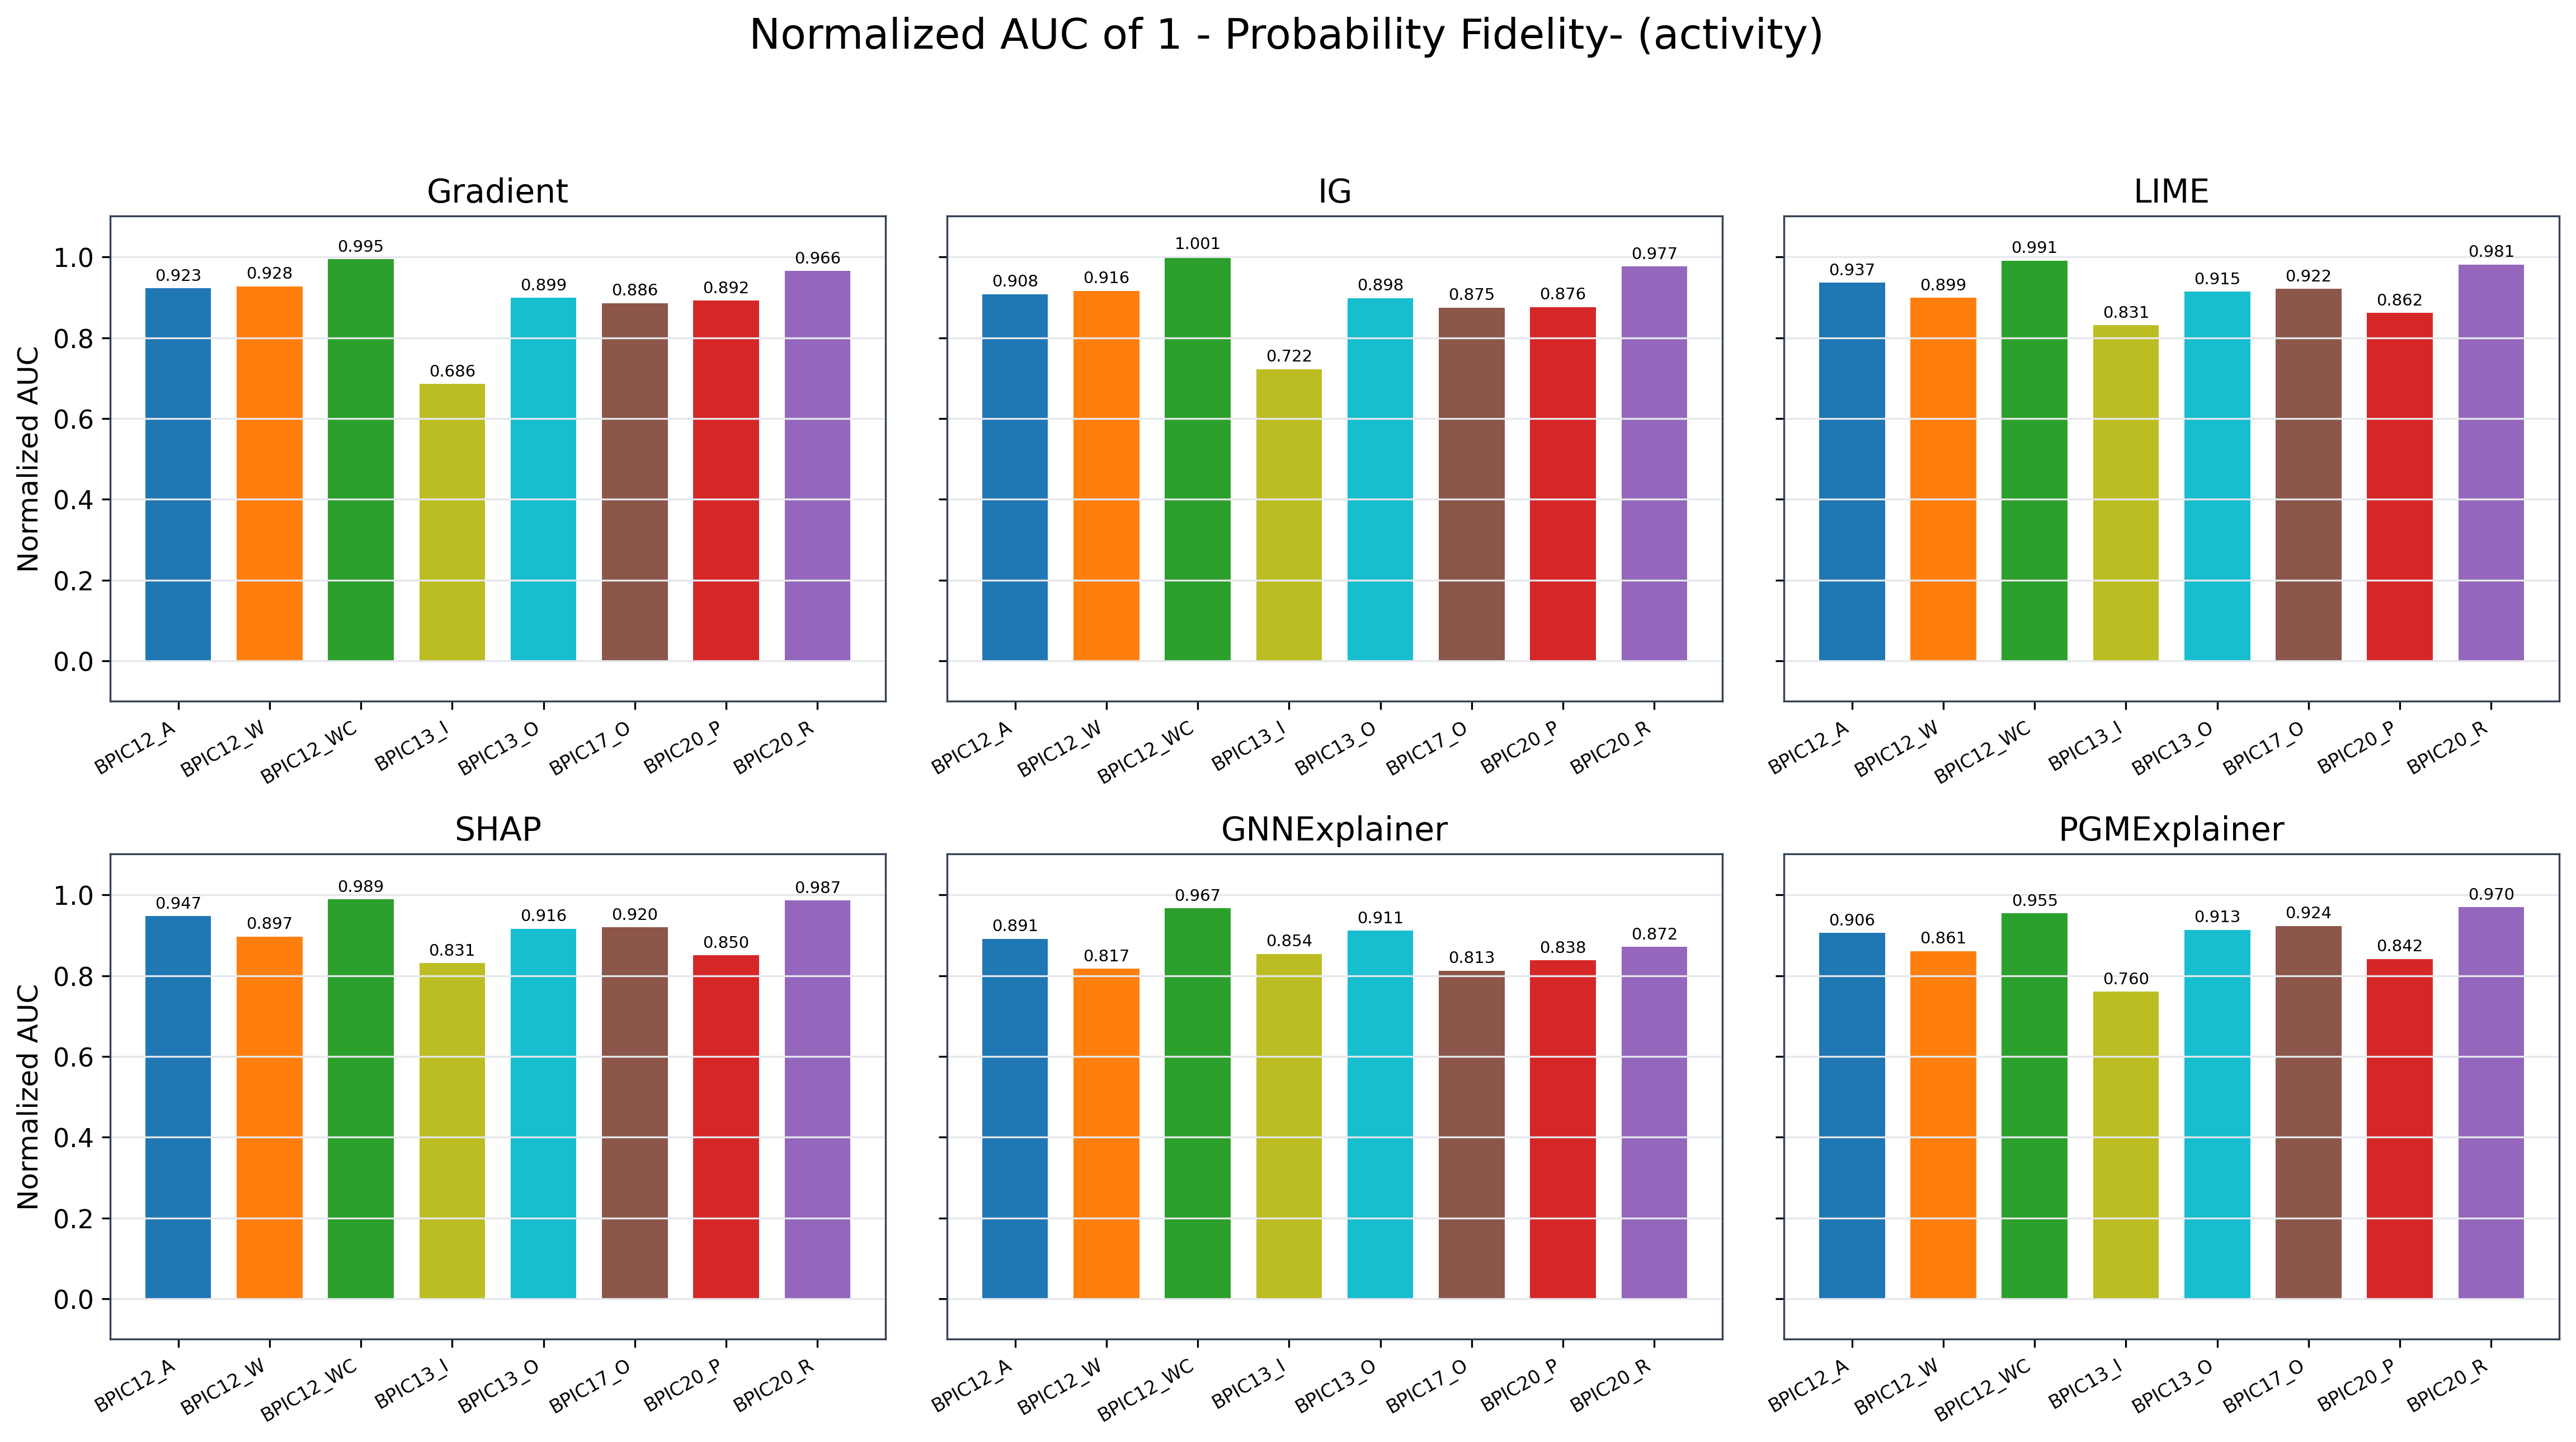 Normalized AUC of 1 - Probability Fidelity- (activity)
Gradient
Normalized AUC
1.0
0.8
0.6
0.4
0.2
0.0
0.923
0.928
0.995
0.686
0.899
0.886
0.892
0.966
BPIC12_A
BPIC12_W
BPIC12_WC
BPIC13_I
BPIC13_O
BPIC17_O
BPIC20_P
BPIC20_R
IG
0.908
0.916
1.001
0.722
0.898
0.875
0.876
0.977
BPIC12_A
BPIC12_W
BPIC12_WC
BPIC13_I
BPIC13_O
BPIC17_O
BPIC20_P
BPIC20_R
LIME
0.937
0.899
0.991
0.831
0.915
0.922
0.862
0.981
BPIC12_A
BPIC12_W
BPIC12_WC
BPIC13_I
BPIC13_O
BPIC17_O
BPIC20_P
BPIC20_R
SHAP
Normalized AUC
1.0
0.8
0.6
0.4
0.2
0.0
0.947
0.897
0.989
0.831
0.916
0.920
0.850
0.987
BPIC12_A
BPIC12_W
BPIC12_WC
BPIC13_I
BPIC13_O
BPIC17_O
BPIC20_P
BPIC20_R
GNNExplainer
0.891
0.817
0.967
0.854
0.911
0.813
0.838
0.872
BPIC12_A
BPIC12_W
BPIC12_WC
BPIC13_I
BPIC13_O
BPIC17_O
BPIC20_P
BPIC20_R
PGMExplainer
0.906
0.861
0.955
0.760
0.913
0.924
0.842
0.970
BPIC12_A
BPIC12_W
BPIC12_WC
BPIC13_I
BPIC13_O
BPIC17_O
BPIC20_P
BPIC20_R